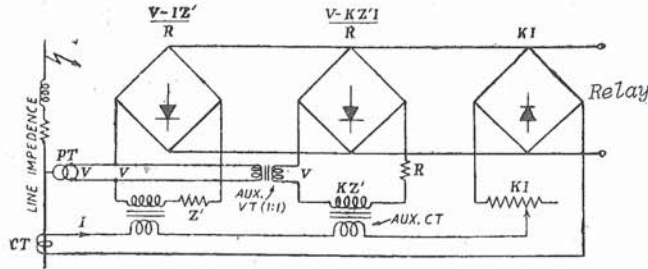 V-IZ'
R
V-KZ'I
R
KI
Relay
LINE IMPEDENCE
PT
V
V
V
AUX.
VT (1:1)
R
Z'
KZ'
KI
AUX. CT
I
CT